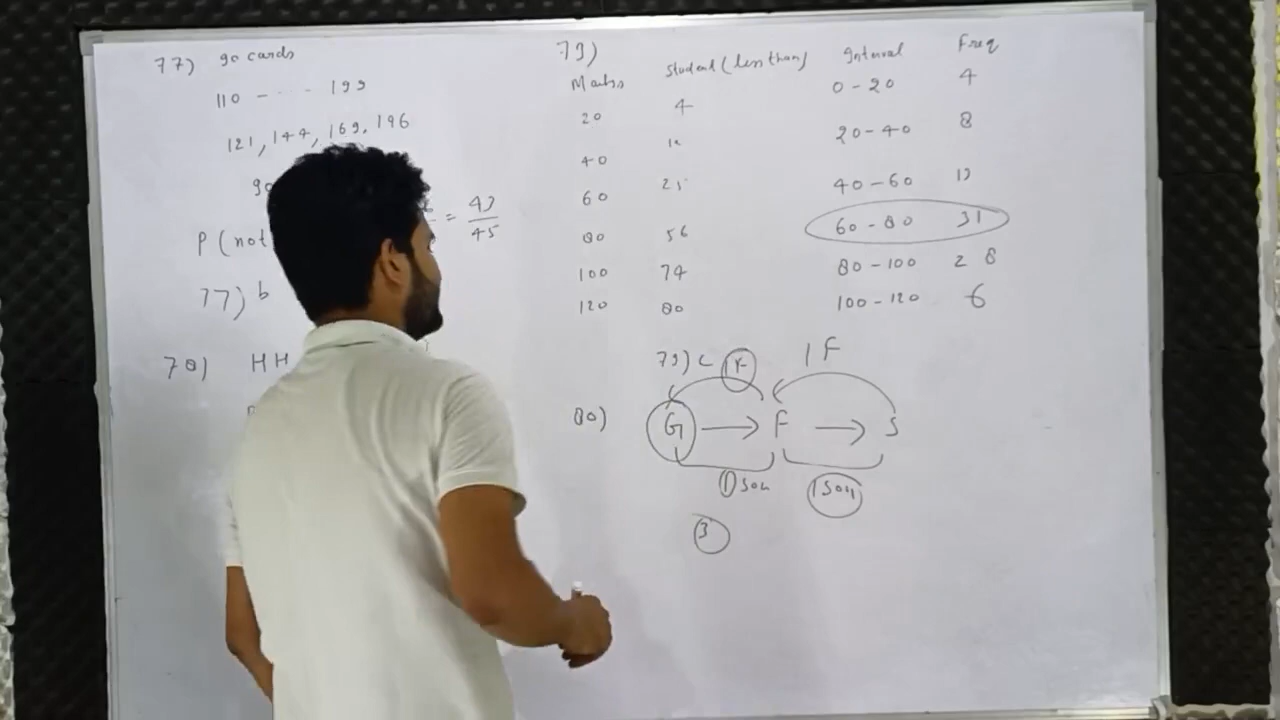 77) 90 cards
110 - ... 199
121, 144, 169, 196
90
P (not
= 43/45
77) b
78) HH
79)
Marks Student (less than) Interval Freq
20 4 0 - 20 4
40 12 20 - 40 8
60 25 40 - 60 13
80 56 60 - 80 31
100 74 80 - 100 28
120 80 100 - 120 6
79) C
1 F
80) G → F → S
1 son 1 son
3